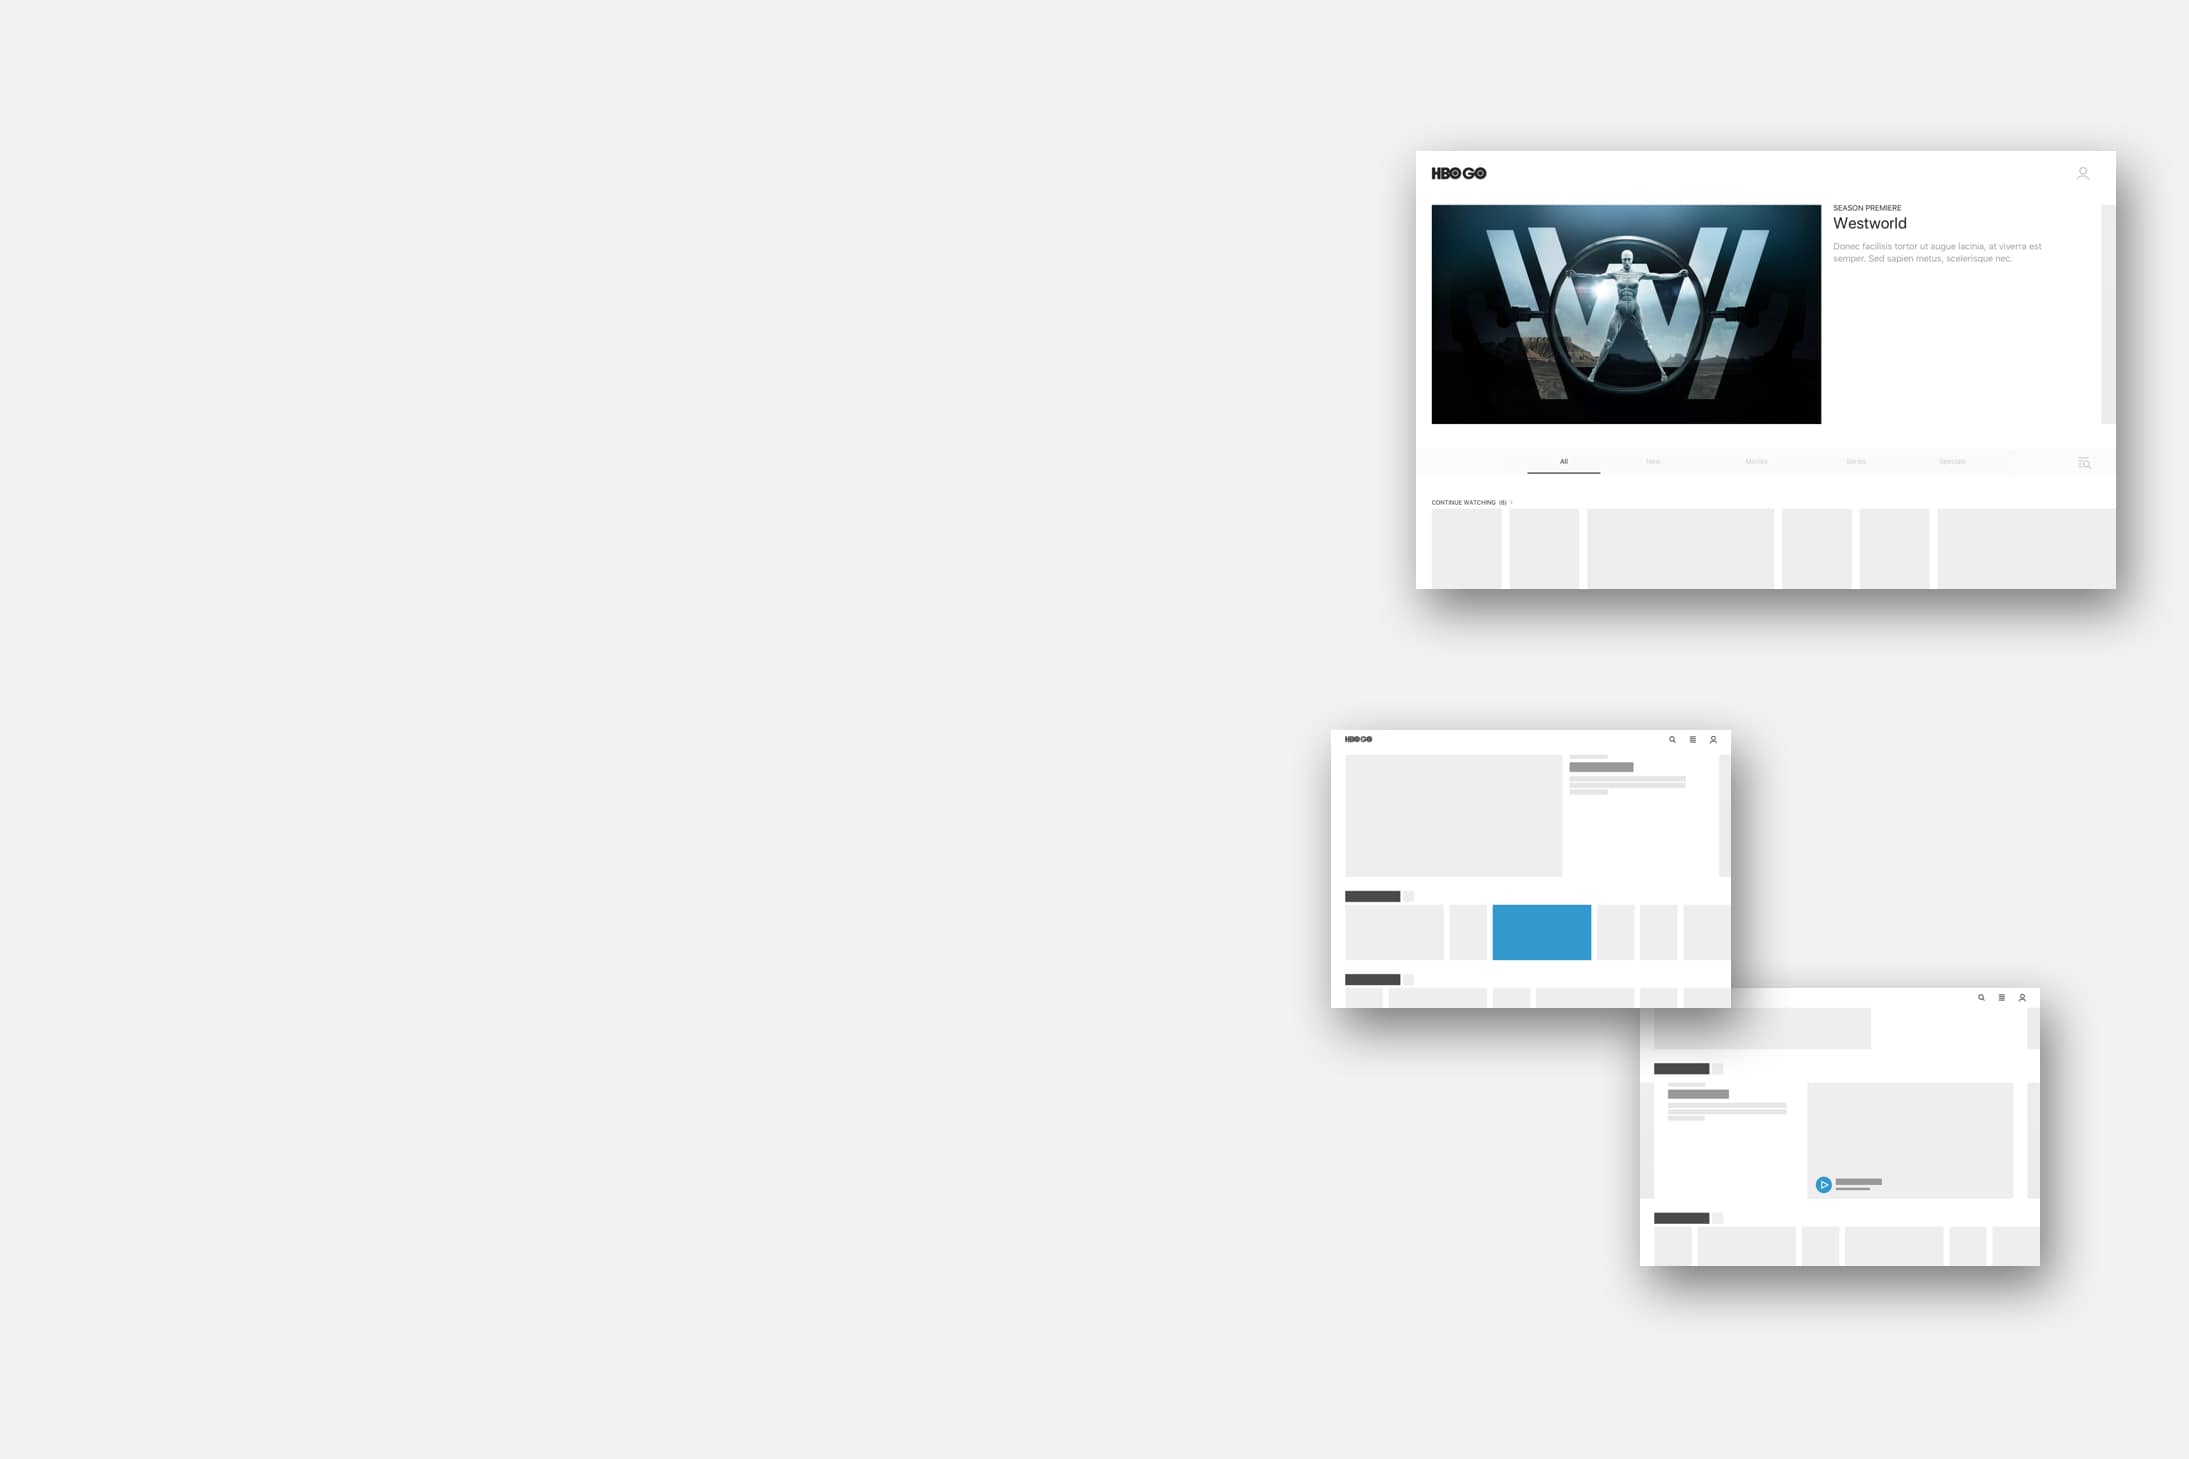 HBO GO
SEASON PREMIERE
Westworld
Donec facilisis tortor ut augue lacinia, at viverra est
semper. Sed sapien metus, scelerisque nec.
All New Movies Series Specials
CONTINUE WATCHING (8) >
HBO GO